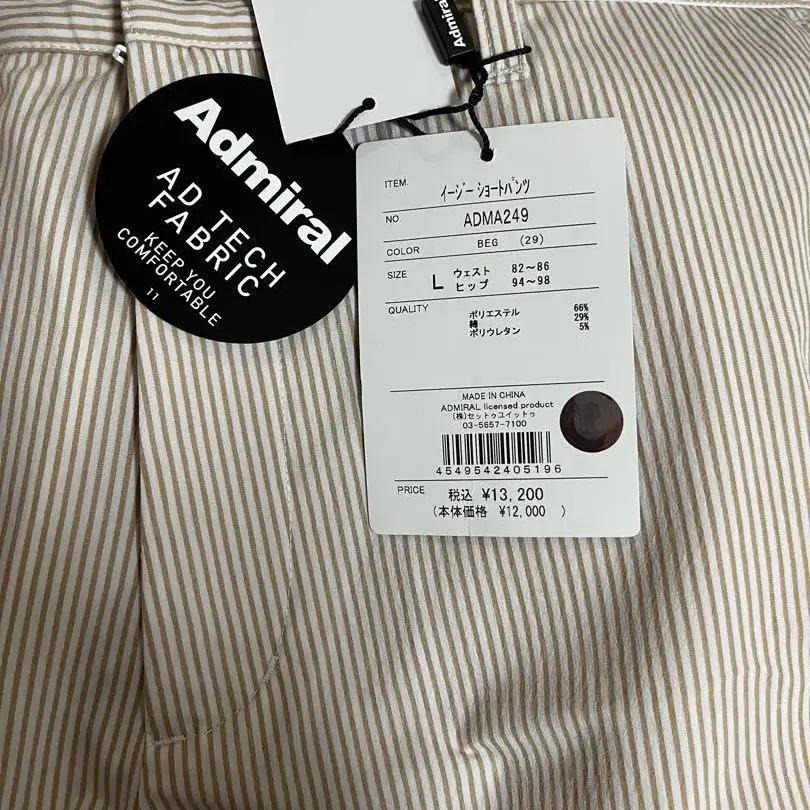 Admiral
Admiral
AD TECH
FABRIC
KEEP YOU
COMFORTABLE
11
ITEM. イージー ショートパンツ
NO. ADMA249
COLOR BEG (29)
SIZE L ウェスト 82〜86
ヒップ 94〜98
QUALITY ポリエステル 66%
綿 29%
ポリウレタン 5%
MADE IN CHINA
ADMIRAL licensed product
(株)セットゥユイットゥ
03-5657-7100
4549542405196
PRICE 税込 ¥13,200
(本体価格 ¥12,000 )